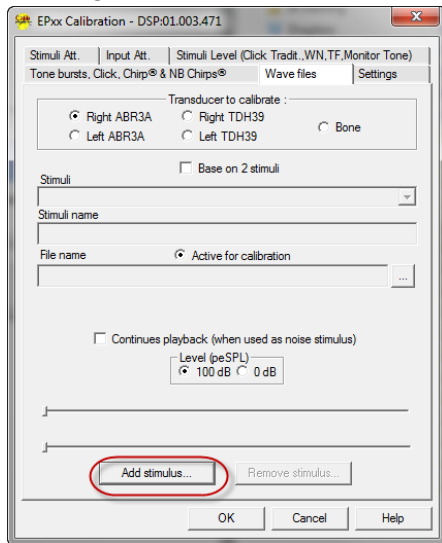 EPxx Calibration - DSP:01.003.471
Stimuli Att. Input Att. Stimuli Level (Click Tradit.,WN,TF,Monitor Tone)
Tone bursts, Click, Chirp® & NB Chirps® Wave files Settings
Transducer to calibrate :
Right ABR3A Right TDH39
Bone
Left ABR3A Left TDH39
Base on 2 stimuli
Stimuli
Stimuli name
File name Active for calibration
...
Continues playback (when used as noise stimulus)
Level (peSPL)
100 dB 0 dB
Add stimulus... Remove stimulus...
OK Cancel Help